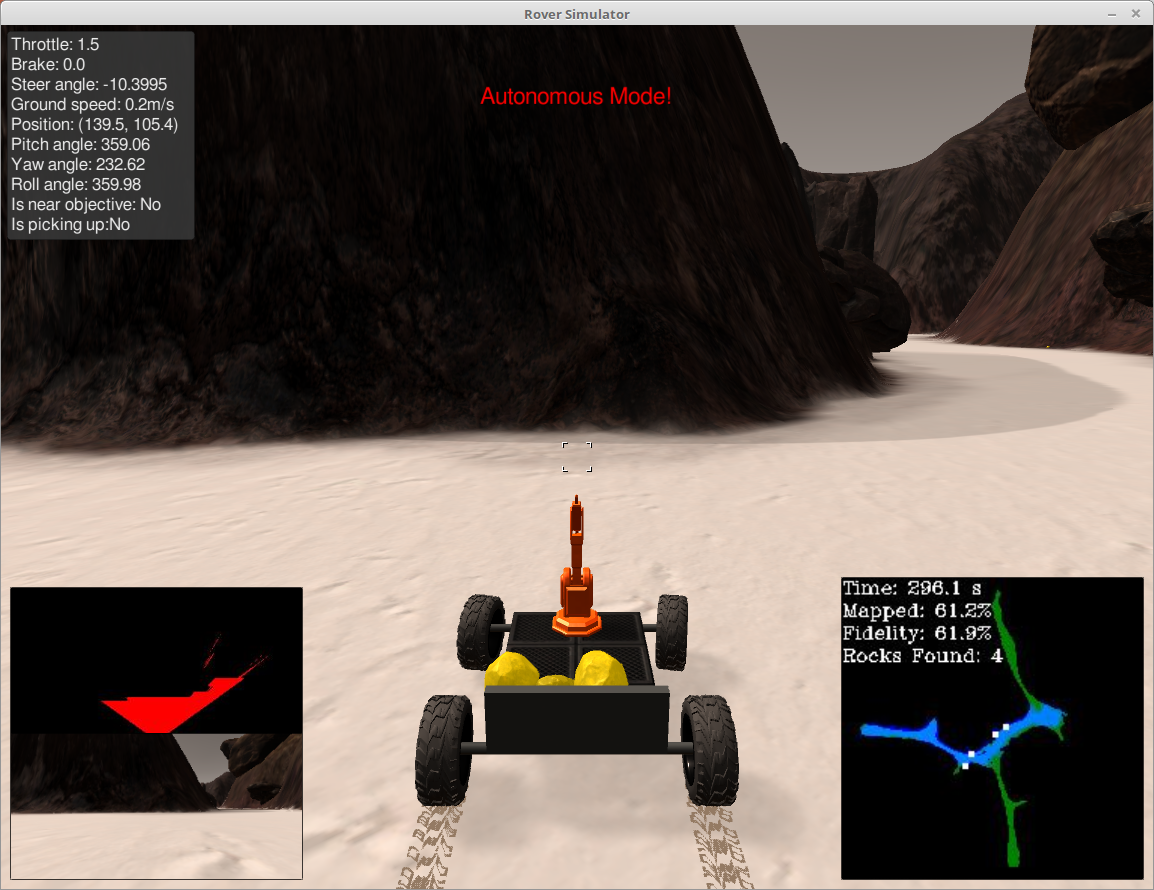 Rover Simulator
Throttle: 1.5
Brake: 0.0
Steer angle: -10.3995
Ground speed: 0.2m/s
Position: (139.5, 105.4)
Pitch angle: 359.06
Yaw angle: 232.62
Roll angle: 359.98
Is near objective: No
Is picking up:No
Autonomous Mode!
Time: 296.1 s
Mapped: 61.2%
Fidelity: 61.9%
Rocks Found: 4